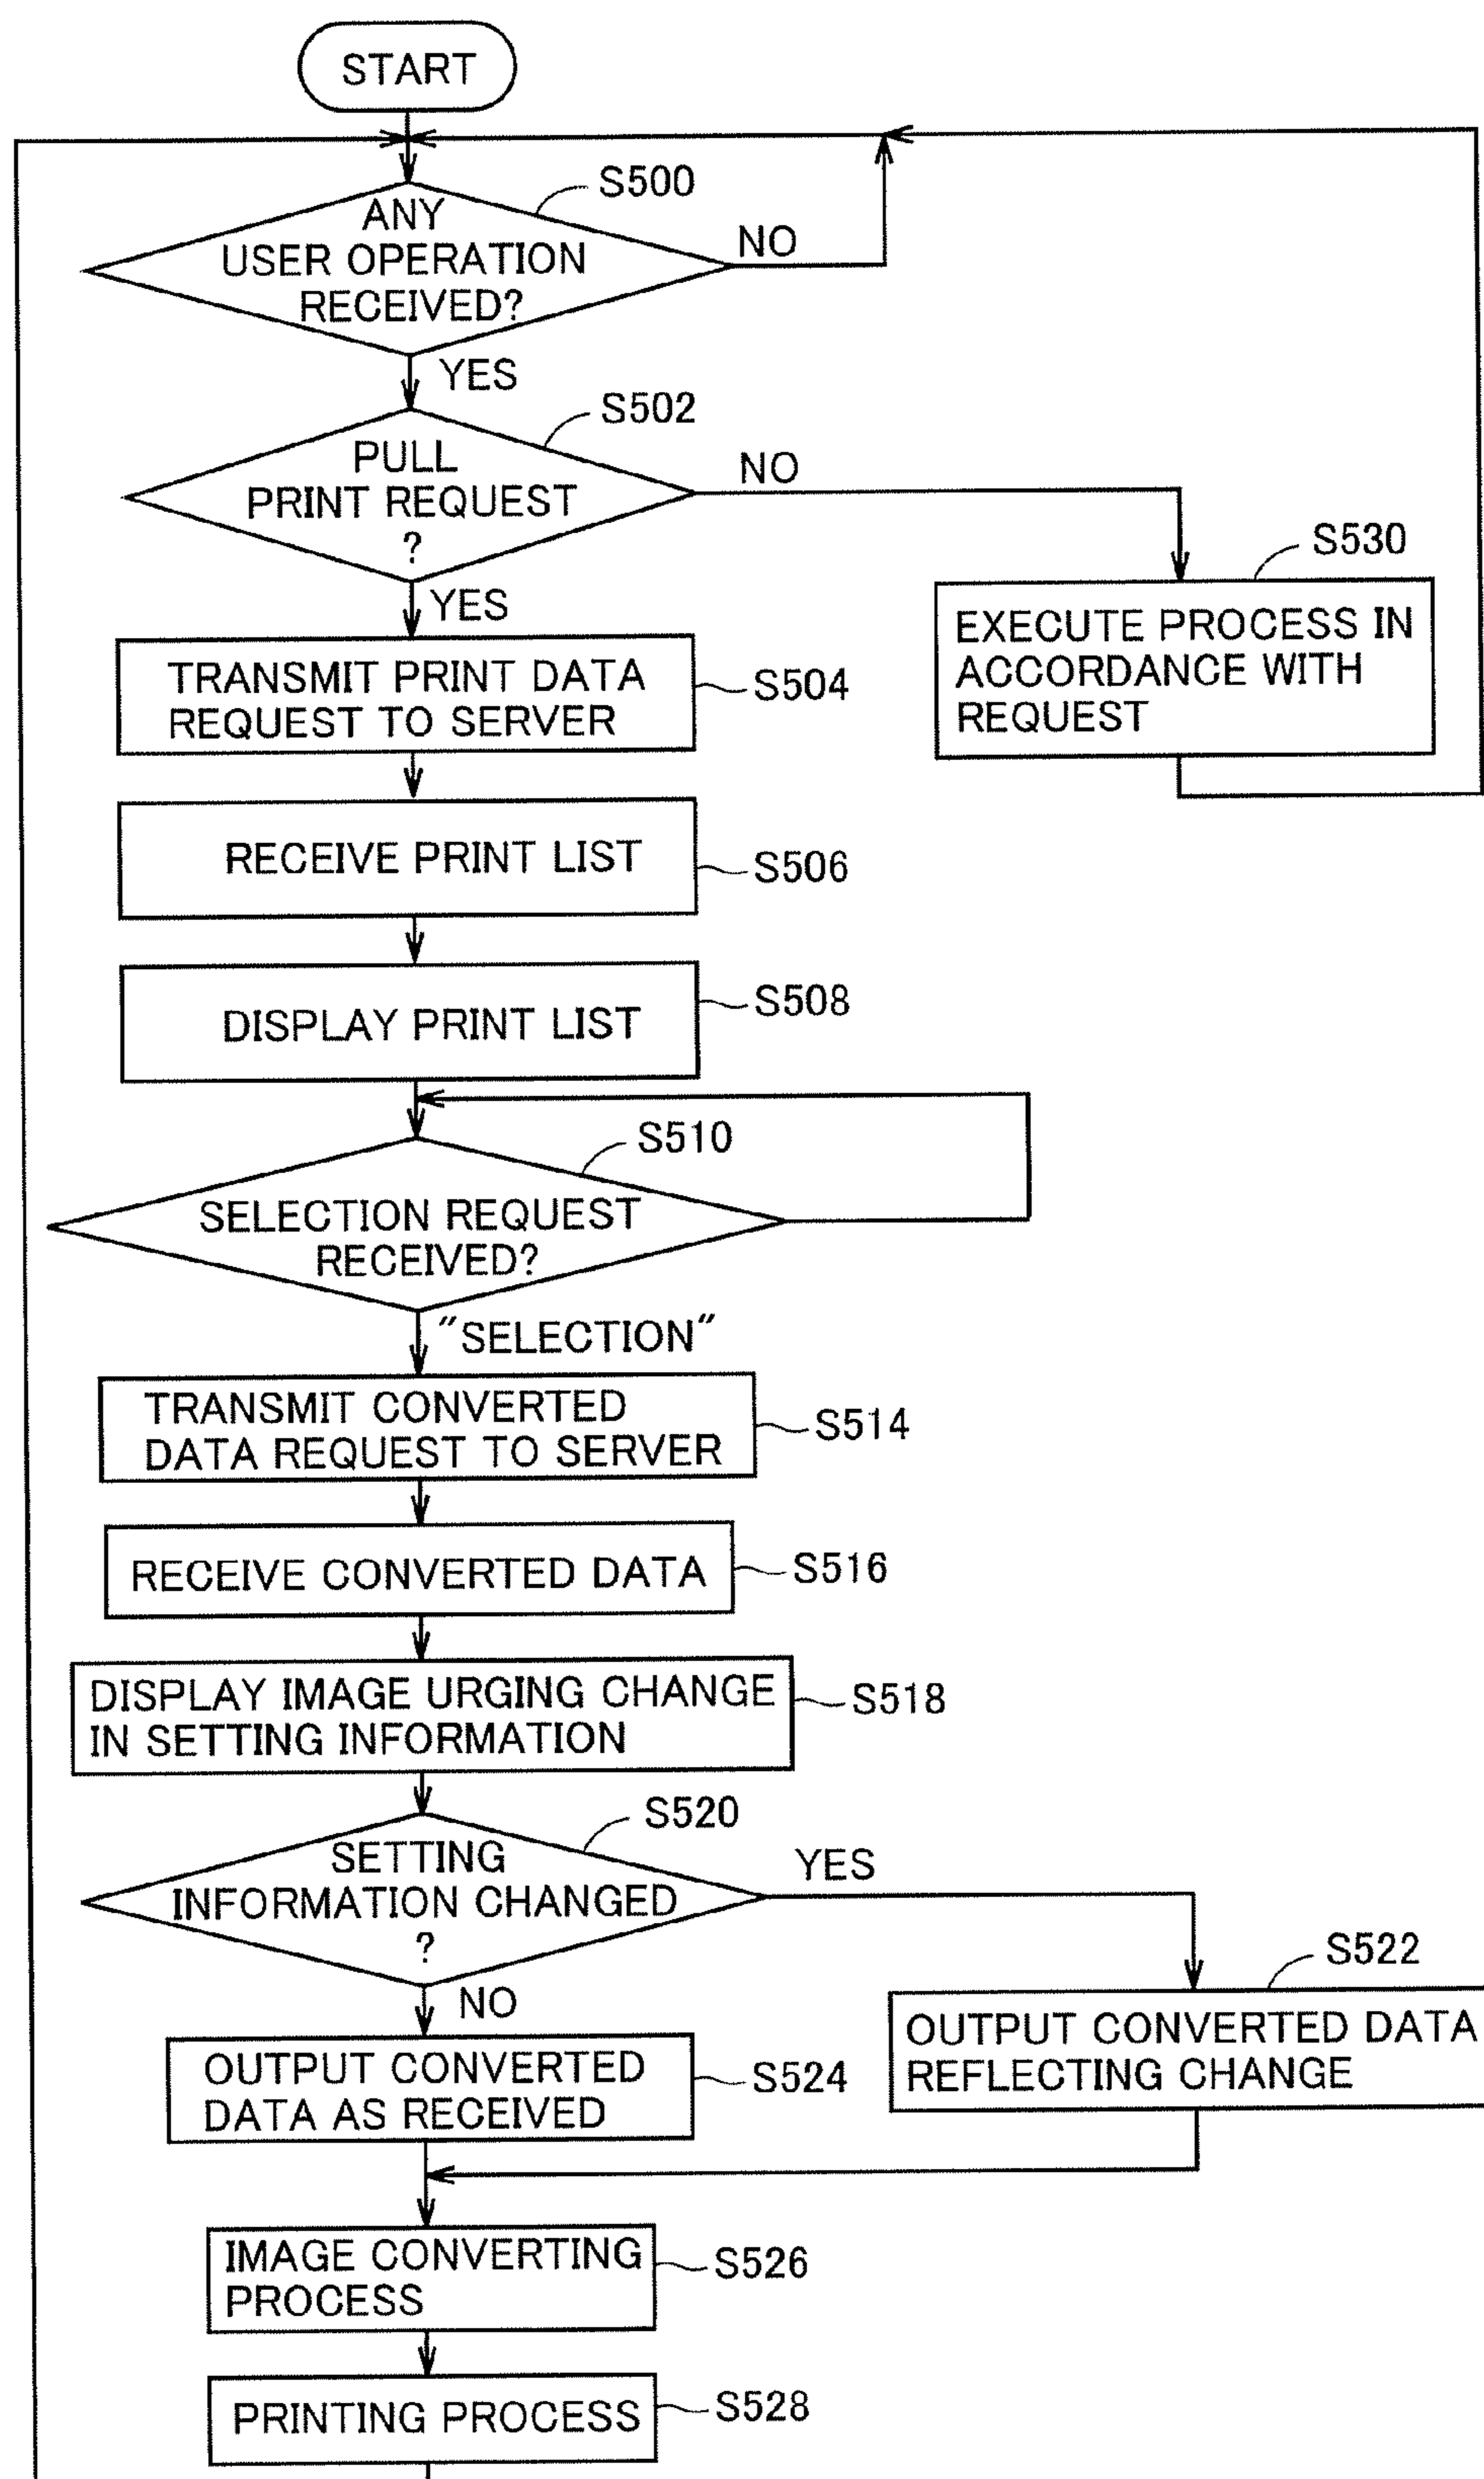 START
S500
ANY
USER OPERATION
RECEIVED?
NO
YES
S502
PULL
PRINT REQUEST
?
NO
YES
S530
EXECUTE PROCESS IN
ACCORDANCE WITH
REQUEST
TRANSMIT PRINT DATA
REQUEST TO SERVER
S504
RECEIVE PRINT LIST
S506
DISPLAY PRINT LIST
S508
S510
SELECTION REQUEST
RECEIVED?
"SELECTION"
TRANSMIT CONVERTED
DATA REQUEST TO SERVER
S514
RECEIVE CONVERTED DATA
S516
DISPLAY IMAGE URGING CHANGE
IN SETTING INFORMATION
S518
S520
SETTING
INFORMATION CHANGED
?
YES
NO
S522
OUTPUT CONVERTED DATA
REFLECTING CHANGE
OUTPUT CONVERTED
DATA AS RECEIVED
S524
IMAGE CONVERTING
PROCESS
S526
PRINTING PROCESS
S528